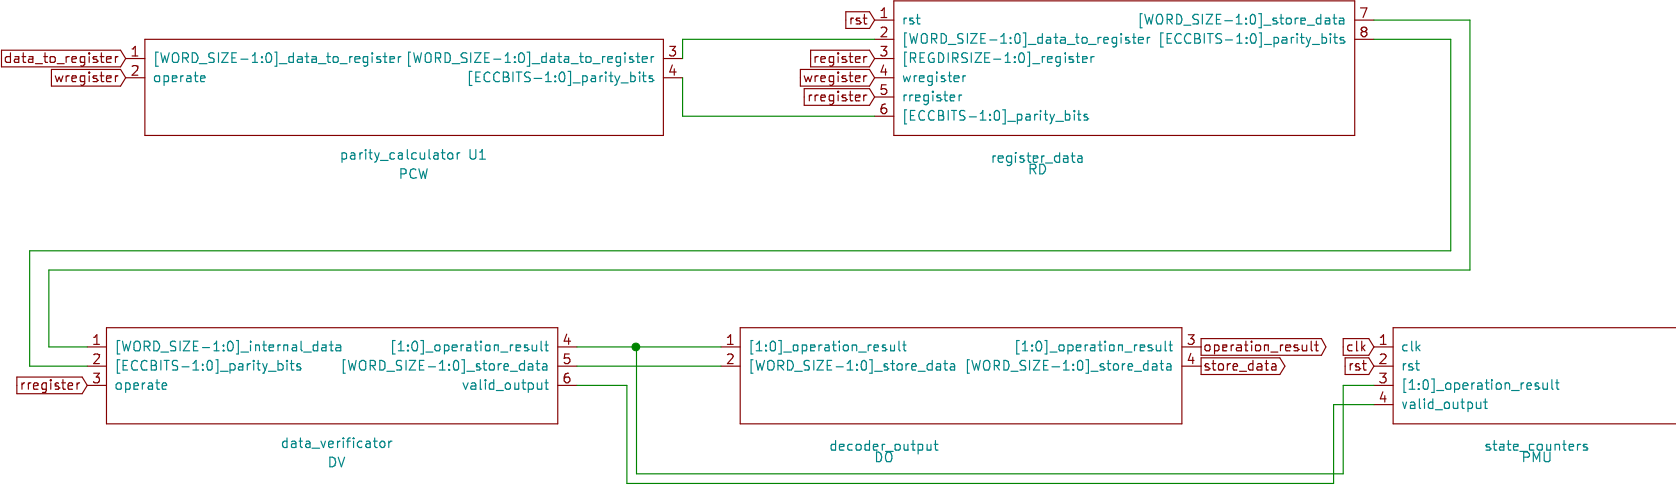 data_to_register
wregister
1
2
[WORD_SIZE-1:0]_data_to_register
operate
[WORD_SIZE-1:0]_data_to_register
[ECCBITS-1:0]_parity_bits
3
4
parity_calculator U1
PCW
rst
register
wregister
rregister
1
2
3
4
5
6
rst
[WORD_SIZE-1:0]_data_to_register
[REGDIRSIZE-1:0]_register
wregister
rregister
[ECCBITS-1:0]_parity_bits
[WORD_SIZE-1:0]_store_data
[ECCBITS-1:0]_parity_bits
7
8
register_data
RD
rregister
1
2
3
[WORD_SIZE-1:0]_internal_data
[ECCBITS-1:0]_parity_bits
operate
[1:0]_operation_result
[WORD_SIZE-1:0]_store_data
valid_output
4
5
6
data_verificator
DV
1
2
[1:0]_operation_result
[WORD_SIZE-1:0]_store_data
[1:0]_operation_result
[WORD_SIZE-1:0]_store_data
3
4
operation_result
store_data
decoder_output
DO
clk
rst
1
2
3
4
clk
rst
[1:0]_operation_result
valid_output
state_counters
PMU